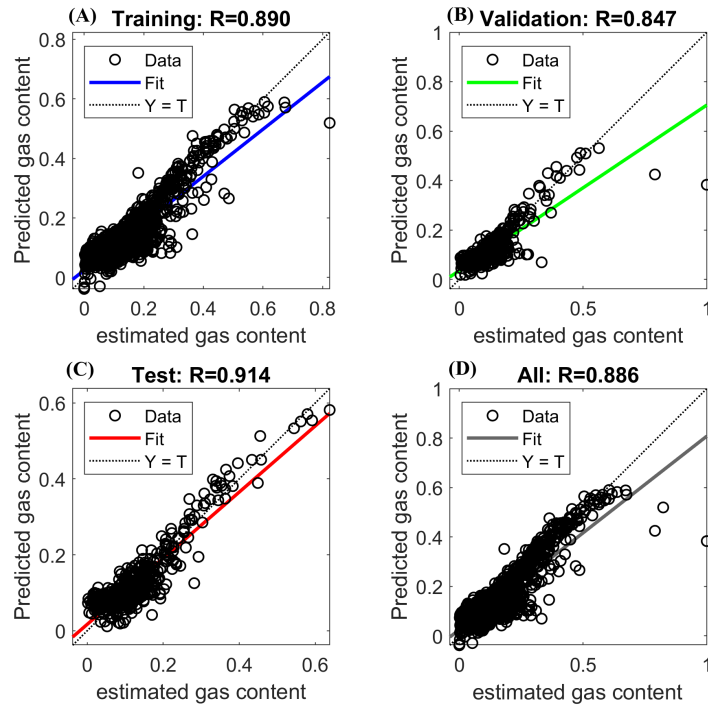 (A) Training: R=0.890
Data
Fit
Y = T
Predicted gas content
0.8
0.6
0.4
0.2
0
0
0.2
0.4
0.6
0.8
estimated gas content
(B) Validation: R=0.847
Data
Fit
Y = T
Predicted gas content
1
0.8
0.6
0.4
0.2
0
0
0.5
1
estimated gas content
(C) Test: R=0.914
Data
Fit
Y = T
Predicted gas content
0.6
0.4
0.2
0
0
0.2
0.4
0.6
estimated gas content
(D) All: R=0.886
Data
Fit
Y = T
Predicted gas content
1
0.8
0.6
0.4
0.2
0
0
0.5
1
estimated gas content